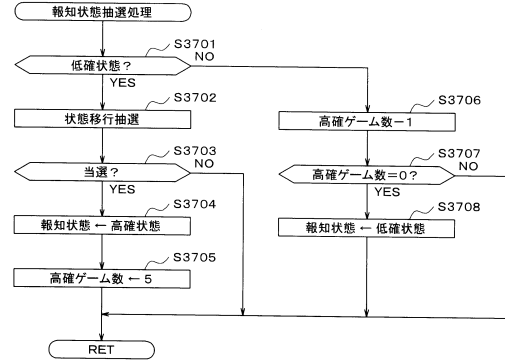 報知状態抽選処理
S3701
低確状態？
NO
YES
S3702
状態移行抽選
S3703
当選？
NO
YES
S3704
報知状態 ← 高確状態
S3705
高確ゲーム数 ← 5
S3706
高確ゲーム数－1
S3707
高確ゲーム数＝0？
NO
YES
S3708
報知状態 ← 低確状態
RET